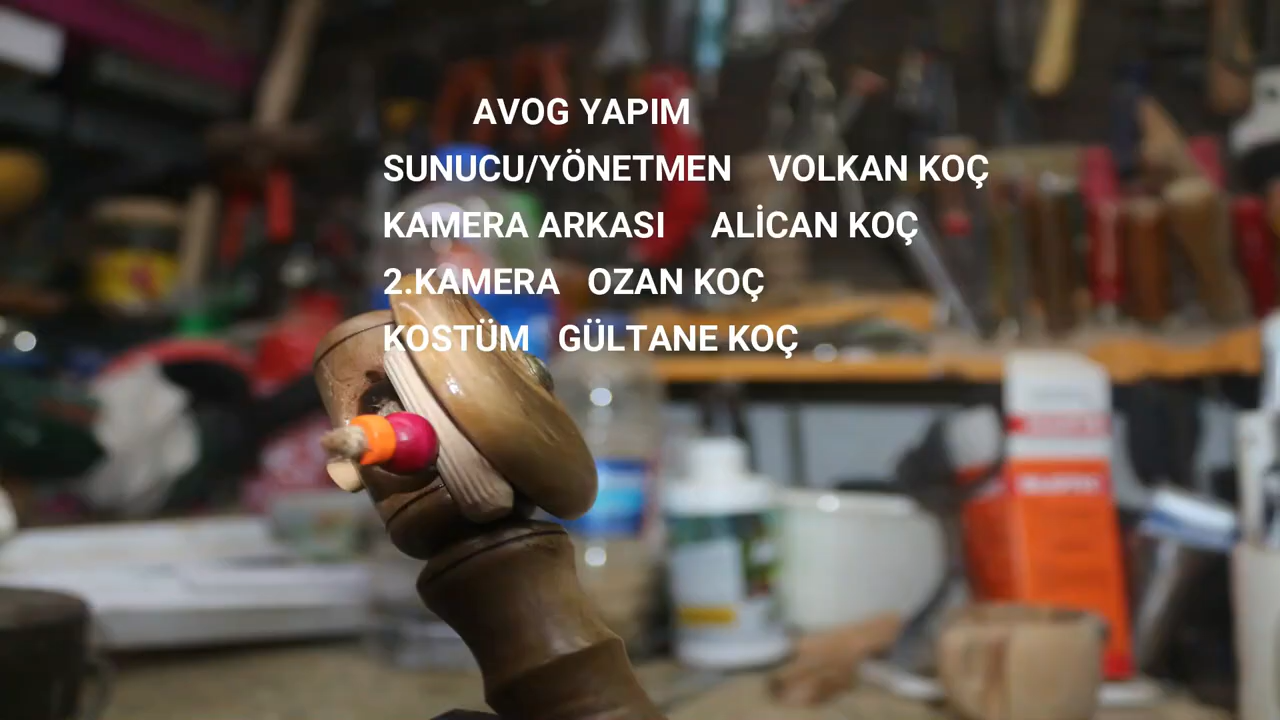 AVOG YAPIM
SUNUCU/YÖNETMEN VOLKAN KOÇ
KAMERA ARKASI ALİCAN KOÇ
2.KAMERA OZAN KOÇ
KOSTÜM GÜLTANE KOÇ